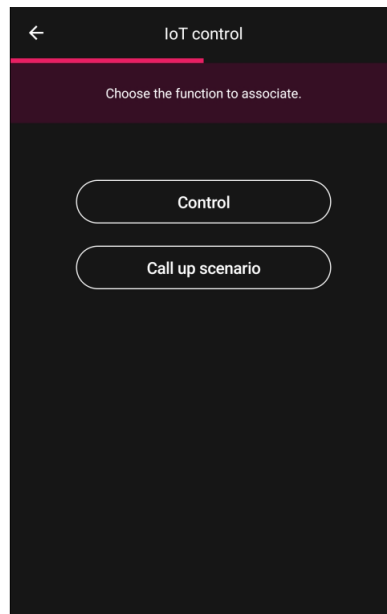 IoT control
Choose the function to associate.
Control
Call up scenario